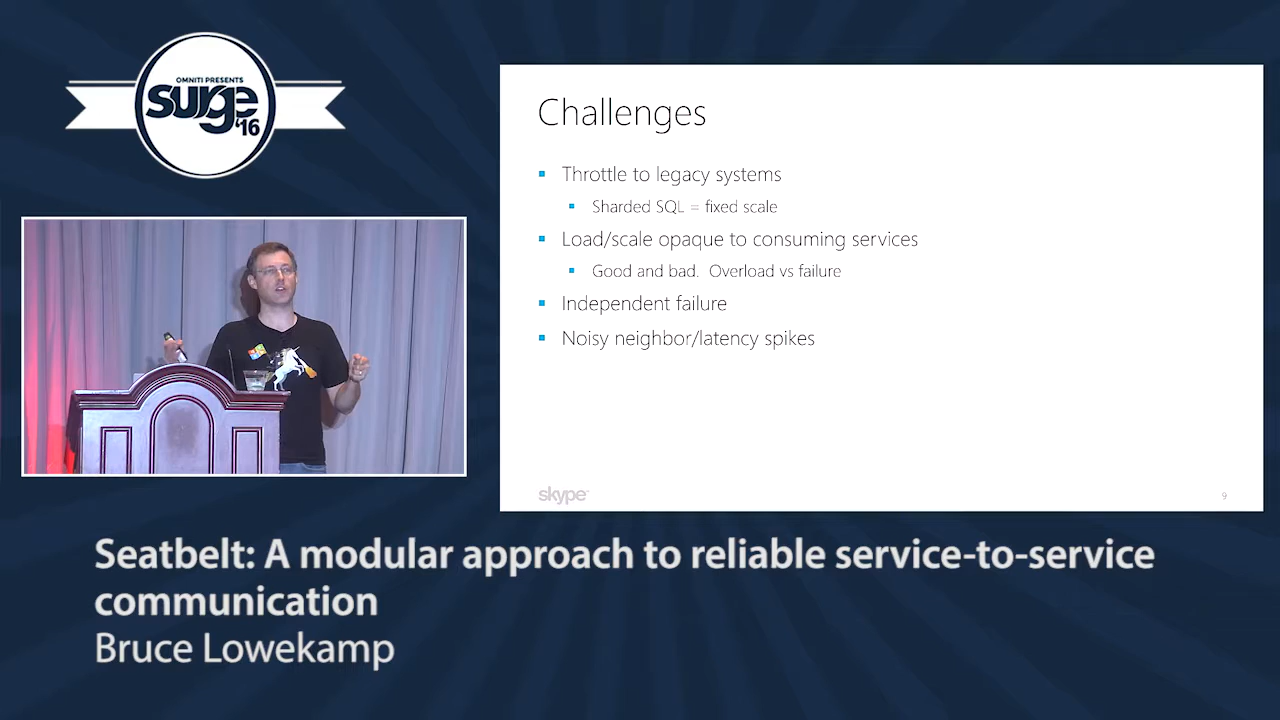 OMNITI PRESENTS
surge
'16
Challenges
Throttle to legacy systems
Sharded SQL = fixed scale
Load/scale opaque to consuming services
Good and bad. Overload vs failure
Independent failure
Noisy neighbor/latency spikes
skype
9
Seatbelt: A modular approach to reliable service-to-service
communication
Bruce Lowekamp